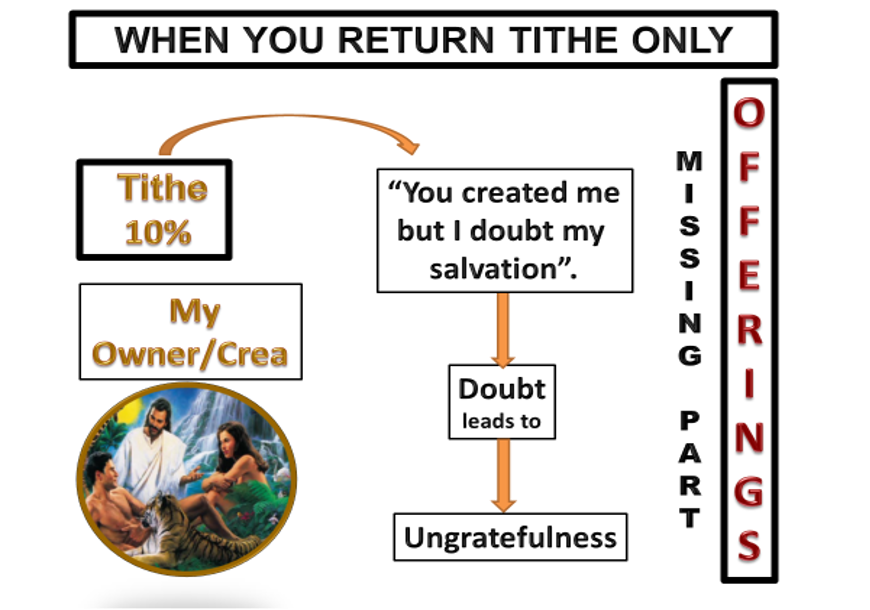 WHEN YOU RETURN TITHE ONLY
Tithe
10%
My
Owner/Crea
“You created me
but I doubt my
salvation”.
Doubt
leads to
Ungratefulness
MISSING PART
OFFERINGS